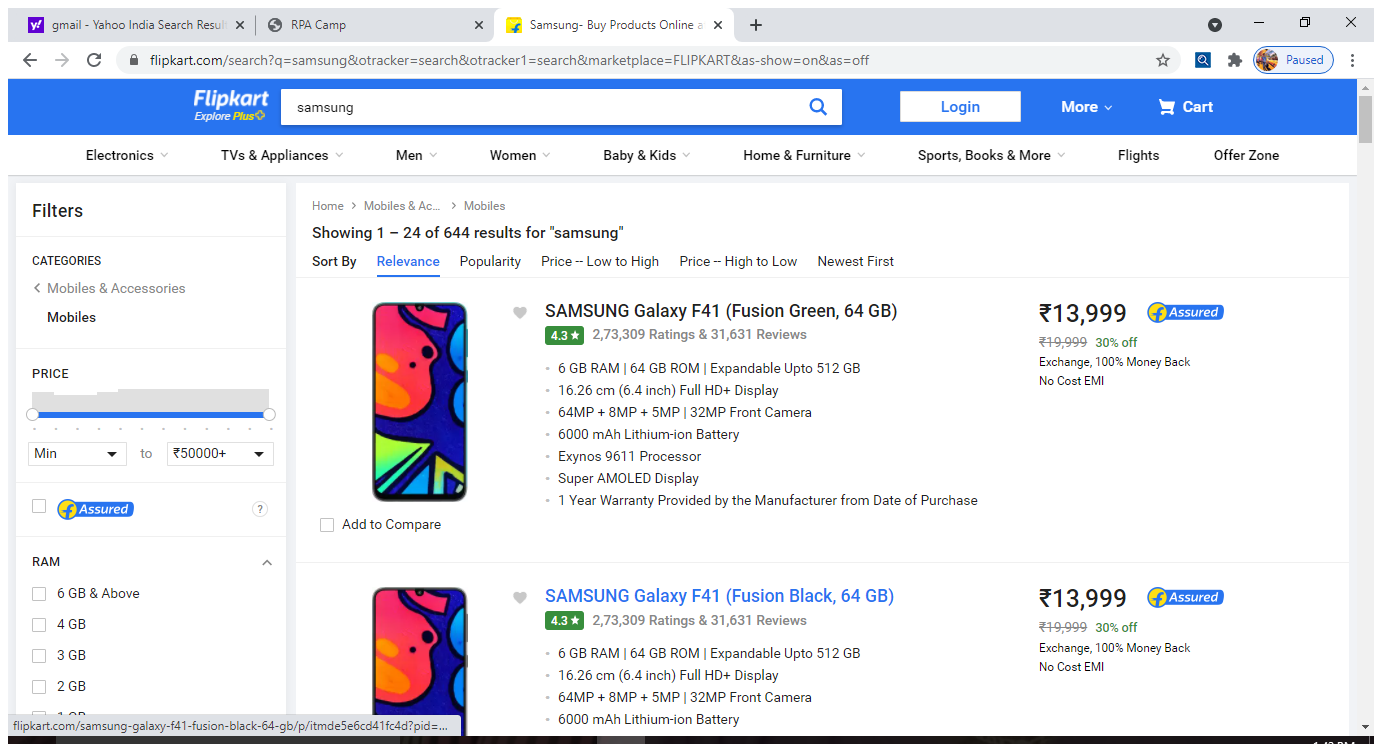 gmail - Yahoo India Search Resul
RPA Camp
Samsung- Buy Products Online a
flipkart.com/search?q=samsung&otracker=search&otracker1=search&marketplace=FLIPKART&as-show=on&as=off
Paused
Flipkart
Explore Plus
samsung
Login
More
Cart
Electronics
TVs & Appliances
Men
Women
Baby & Kids
Home & Furniture
Sports, Books & More
Flights
Offer Zone
Filters
CATEGORIES
Mobiles & Accessories
Mobiles
PRICE
Min
to
₹50000+
Assured
?
RAM
6 GB & Above
4 GB
3 GB
2 GB
Home
Mobiles & Ac...
Mobiles
Showing 1 – 24 of 644 results for "samsung"
Sort By
Relevance
Popularity
Price -- Low to High
Price -- High to Low
Newest First
SAMSUNG Galaxy F41 (Fusion Green, 64 GB)
4.3★ 2,73,309 Ratings & 31,631 Reviews
6 GB RAM | 64 GB ROM | Expandable Upto 512 GB
16.26 cm (6.4 inch) Full HD+ Display
64MP + 8MP + 5MP | 32MP Front Camera
6000 mAh Lithium-ion Battery
Exynos 9611 Processor
Super AMOLED Display
1 Year Warranty Provided by the Manufacturer from Date of Purchase
₹13,999
Assured
₹19,999 30% off
Exchange, 100% Money Back
No Cost EMI
Add to Compare
SAMSUNG Galaxy F41 (Fusion Black, 64 GB)
4.3★ 2,73,309 Ratings & 31,631 Reviews
6 GB RAM | 64 GB ROM | Expandable Upto 512 GB
16.26 cm (6.4 inch) Full HD+ Display
64MP + 8MP + 5MP | 32MP Front Camera
6000 mAh Lithium-ion Battery
₹13,999
Assured
₹19,999 30% off
Exchange, 100% Money Back
No Cost EMI
flipkart.com/samsung-galaxy-f41-fusion-black-64-gb/p/itmde5e6cd41fc4d?pid=...